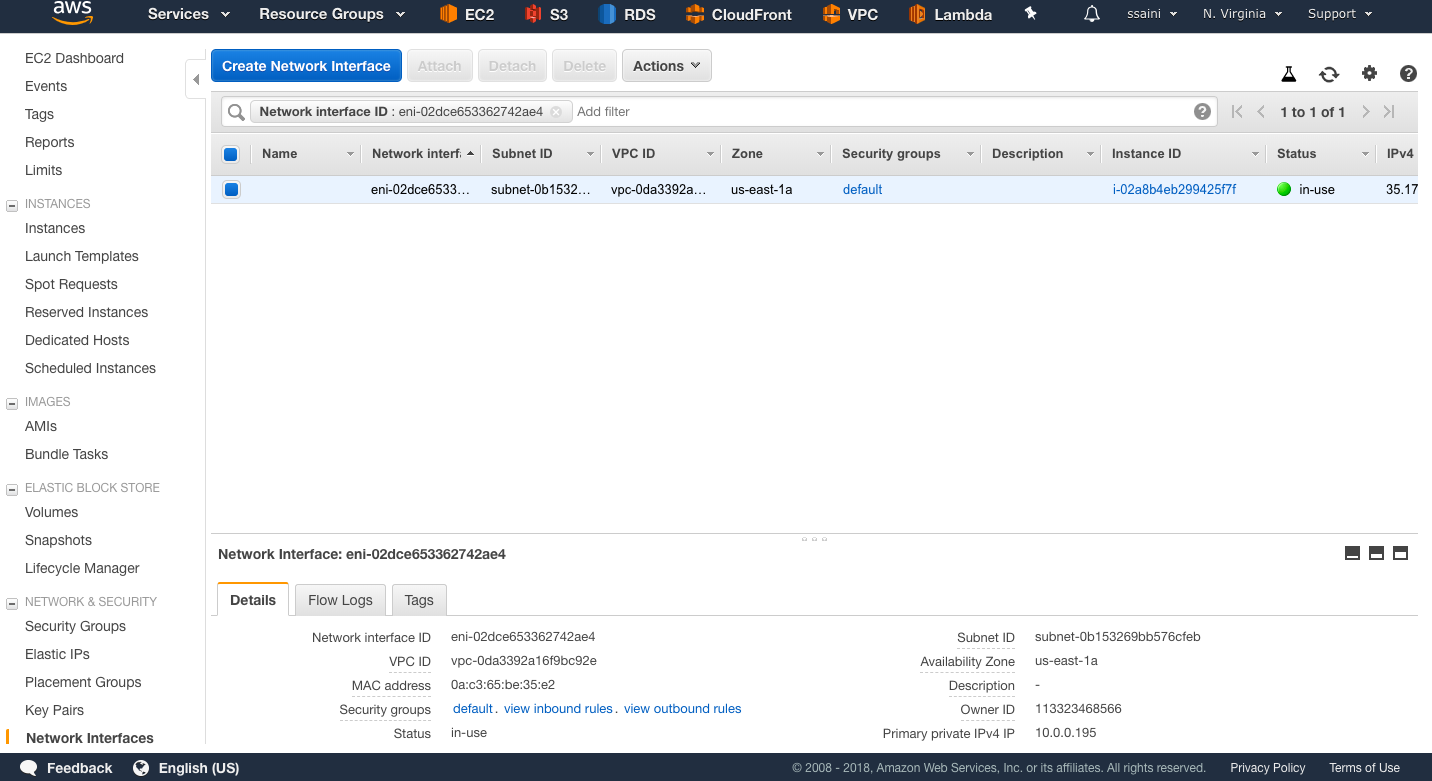 aws Services Resource Groups EC2 S3 RDS CloudFront VPC Lambda ssaini N. Virginia Support
EC2 Dashboard
Events
Tags
Reports
Limits
INSTANCES
Instances
Launch Templates
Spot Requests
Reserved Instances
Dedicated Hosts
Scheduled Instances
IMAGES
AMIs
Bundle Tasks
ELASTIC BLOCK STORE
Volumes
Snapshots
Lifecycle Manager
NETWORK & SECURITY
Security Groups
Elastic IPs
Placement Groups
Key Pairs
Network Interfaces
Create Network Interface Attach Detach Delete Actions
Network interface ID : eni-02dce653362742ae4 Add filter 1 to 1 of 1
Name Network interf Subnet ID VPC ID Zone Security groups Description Instance ID Status IPv4
eni-02dce6533... subnet-0b1532... vpc-0da3392a... us-east-1a default i-02a8b4eb299425f7f in-use 35.17
Network Interface: eni-02dce653362742ae4
Details Flow Logs Tags
Network interface ID eni-02dce653362742ae4 Subnet ID subnet-0b153269bb576cfeb
VPC ID vpc-0da3392a16f9bc92e Availability Zone us-east-1a
MAC address 0a:c3:65:be:35:e2 Description -
Security groups default. view inbound rules. view outbound rules Owner ID 113323468566
Status in-use Primary private IPv4 IP 10.0.0.195
Feedback English (US) © 2008 - 2018, Amazon Web Services, Inc. or its affiliates. All rights reserved. Privacy Policy Terms of Use